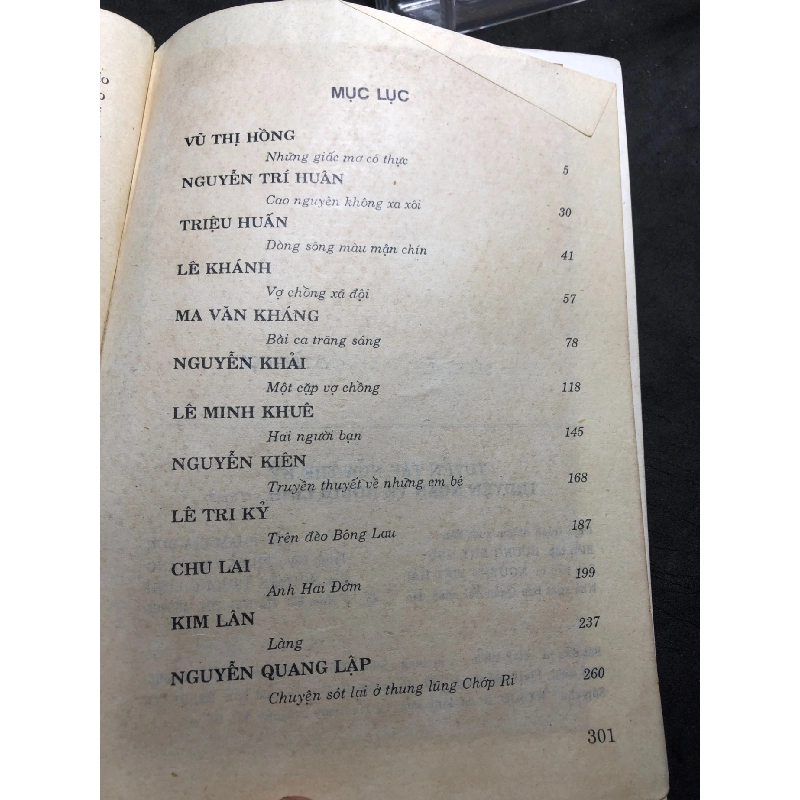 MỤC LỤC
VŨ THỊ HỒNG
Những giấc mơ có thực 5
NGUYỄN TRÍ HUÂN
Cao nguyên không xa xôi 30
TRIỆU HUẤN
Dòng sông màu mận chín 41
LÊ KHÁNH
Vợ chồng xã đội 57
MA VĂN KHÁNG
Bài ca trăng sáng 78
NGUYỄN KHẢI
Một cặp vợ chồng 118
LÊ MINH KHUÊ
Hai người bạn 145
NGUYỄN KIÊN
Truyền thuyết về những em bé 168
LÊ TRI KỶ
Trên đèo Bông Lau 187
CHU LAI
Anh Hai Đởm 199
KIM LÂN
Làng 237
NGUYỄN QUANG LẬP
Chuyện sót lại ở thung lũng Chớp Ri 260
301